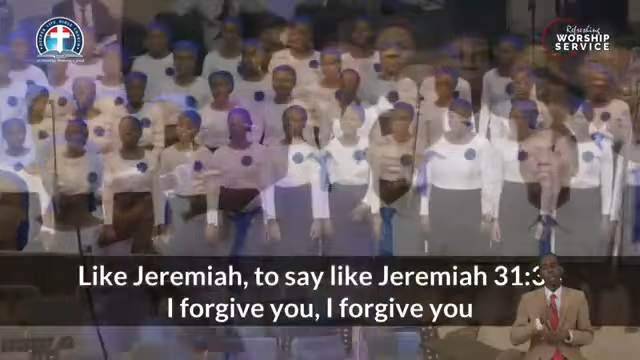 Refreshing
WORSHIP
SERVICE
Like Jeremiah, to say like Jeremiah 31:3
I forgive you, I forgive you